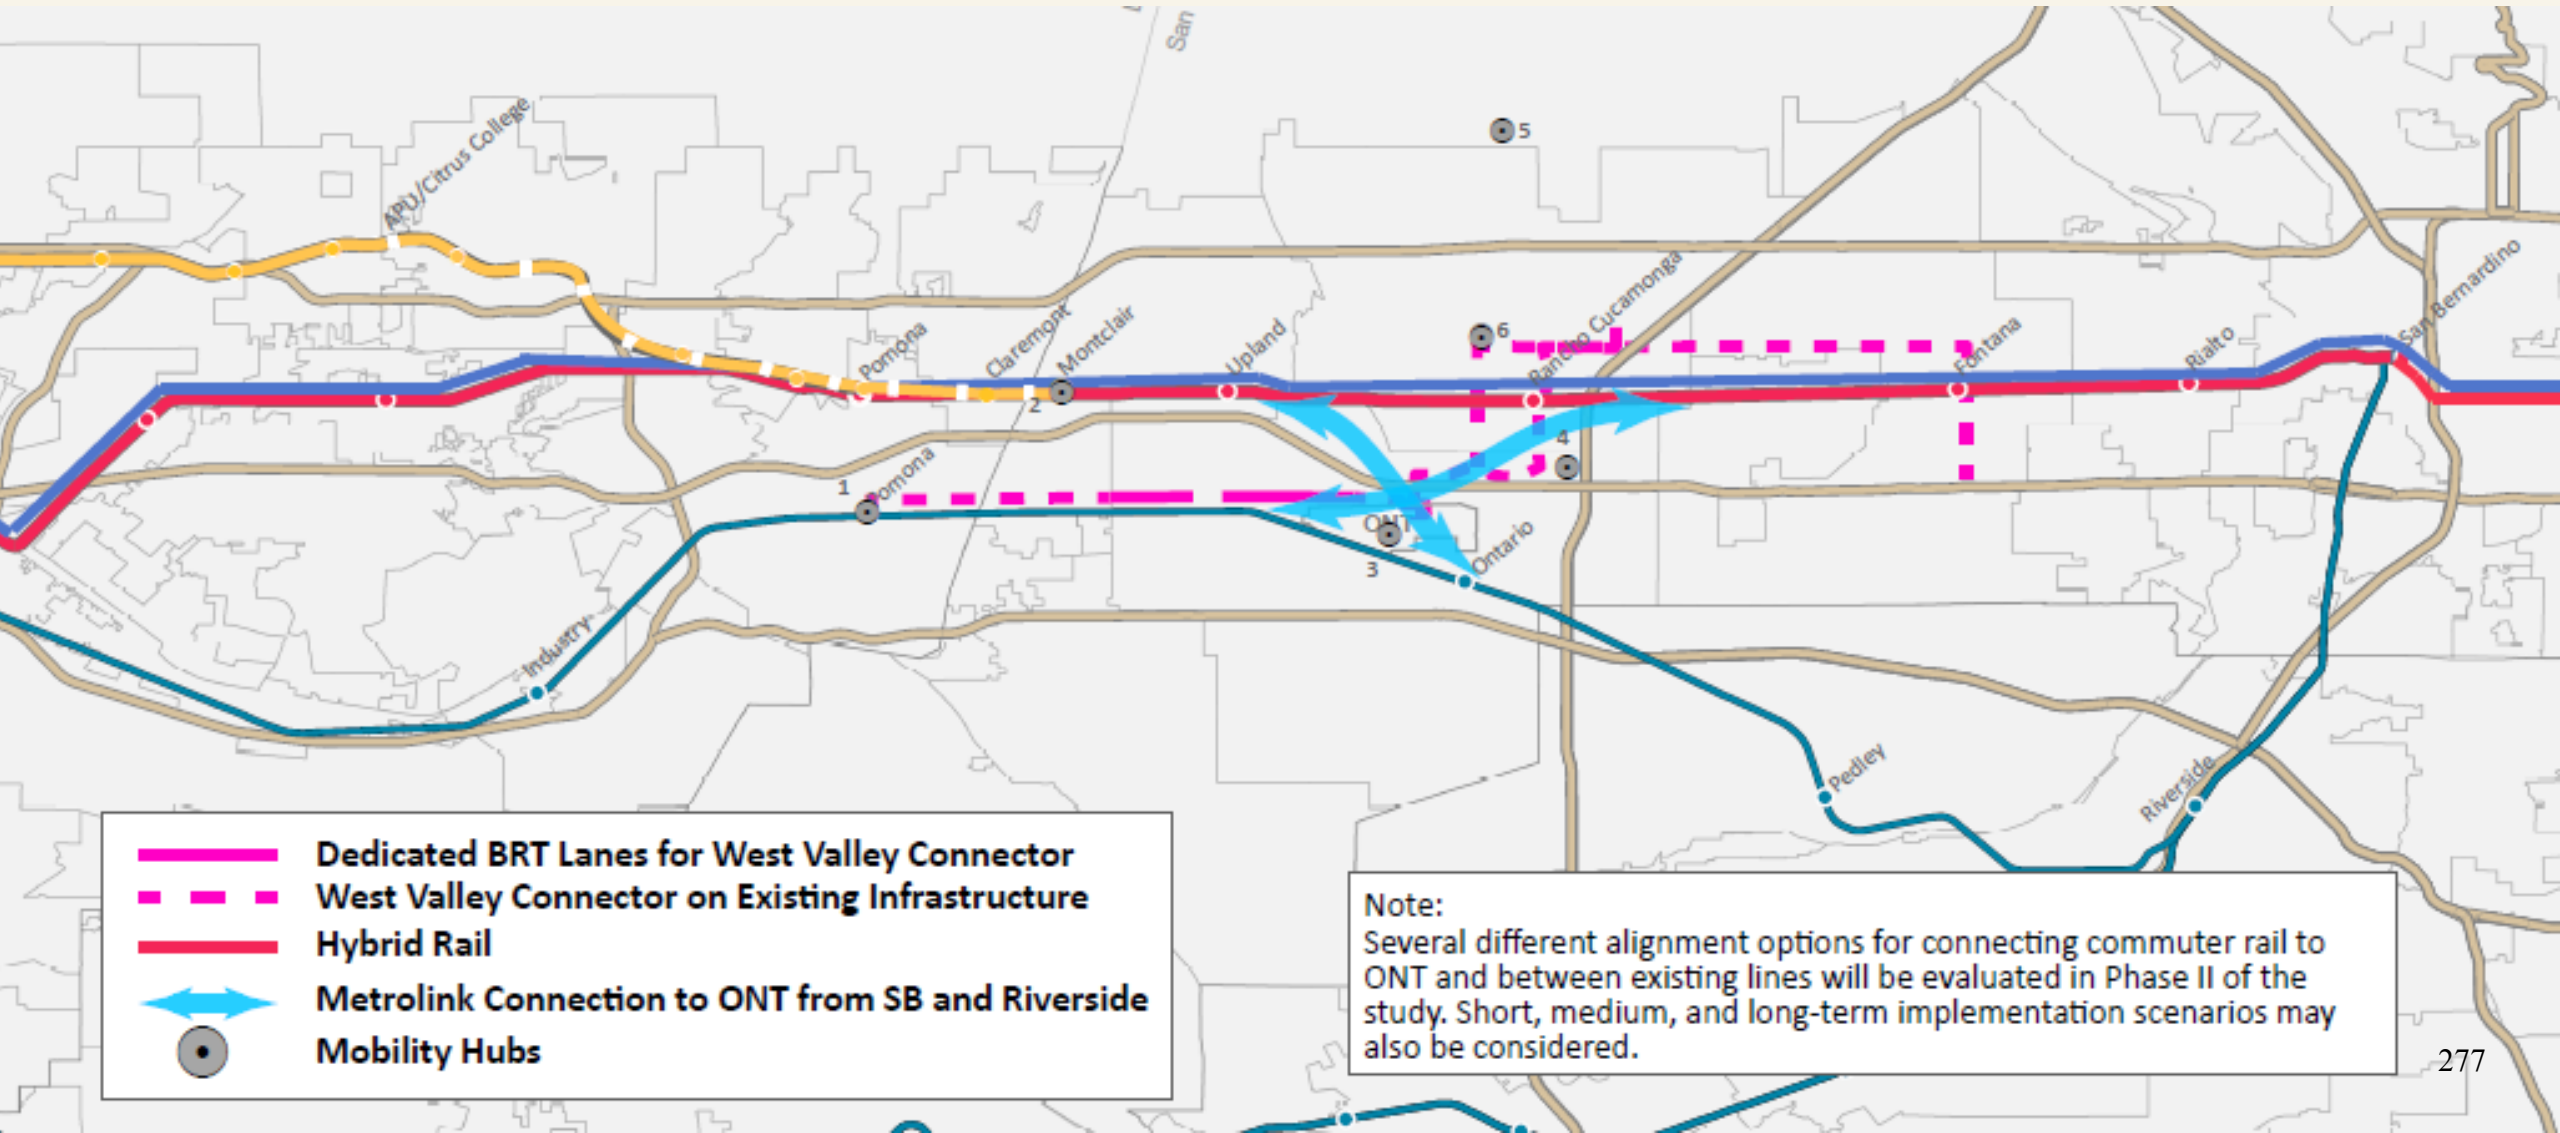 San
5
APU/Citrus College
Rancho Cucamonga
San Bernardino
6
Pomona
Claremont
Montclair
Upland
Fontana
Rialto
2
4
1
Pomona
ONT
Ontario
3
Industry
Pedley
Riverside
Dedicated BRT Lanes for West Valley Connector
West Valley Connector on Existing Infrastructure
Hybrid Rail
Metrolink Connection to ONT from SB and Riverside
Mobility Hubs
Note:
Several different alignment options for connecting commuter rail to
ONT and between existing lines will be evaluated in Phase II of the
study. Short, medium, and long-term implementation scenarios may
also be considered.
277